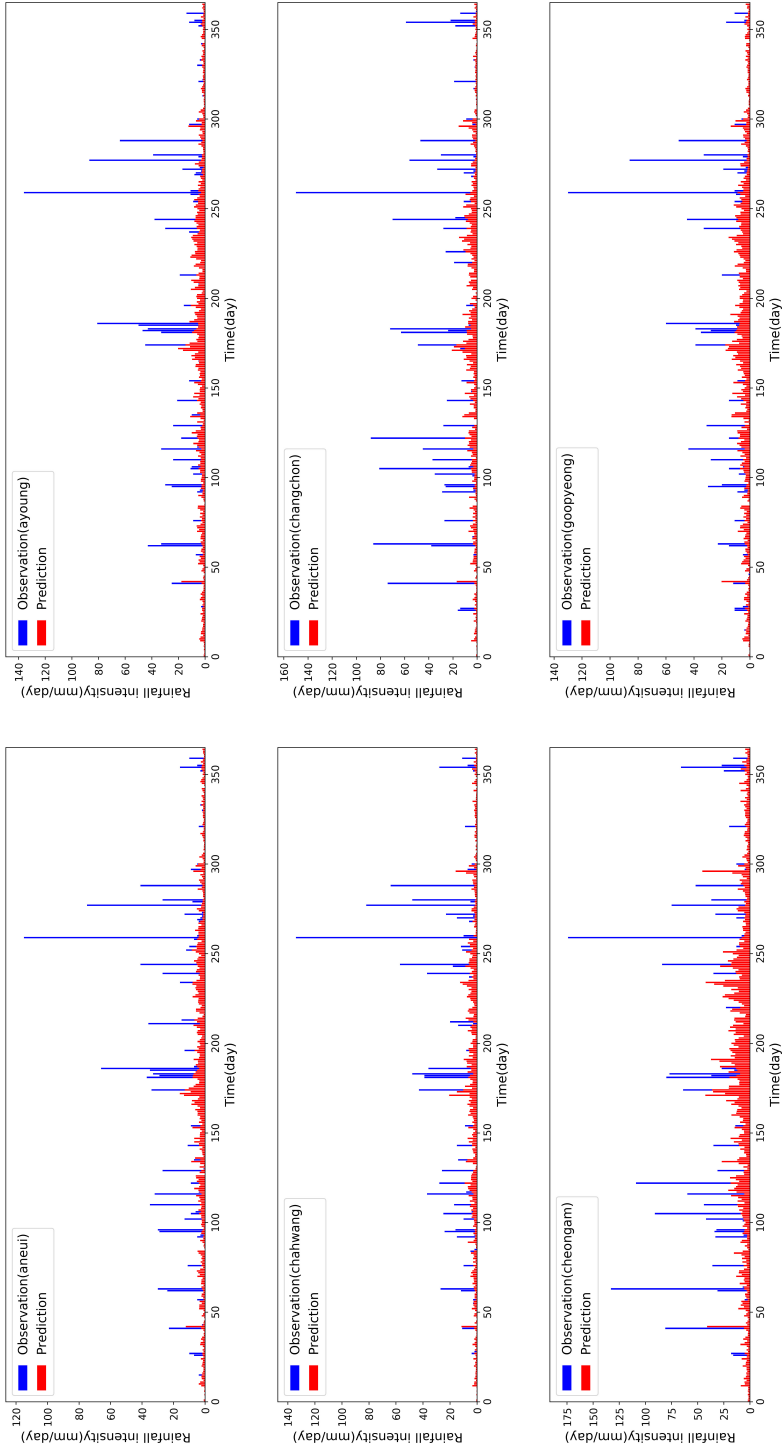 Observation(aneui)
Prediction
Rainfall intensity(mm/day)
120
100
80
60
40
20
0
0 50 100 150 200 250 300 350
Time(day)
Observation(ayoung)
Prediction
Rainfall intensity(mm/day)
140
120
100
80
60
40
20
0
0 50 100 150 200 250 300 350
Time(day)
Observation(chahwang)
Prediction
Rainfall intensity(mm/day)
140
120
100
80
60
40
20
0
0 50 100 150 200 250 300 350
Time(day)
Observation(changchon)
Prediction
Rainfall intensity(mm/day)
160
140
120
100
80
60
40
20
0
0 50 100 150 200 250 300 350
Time(day)
Observation(cheongam)
Prediction
Rainfall intensity(mm/day)
175
150
125
100
75
50
25
0
0 50 100 150 200 250 300 350
Time(day)
Observation(goopyeong)
Prediction
Rainfall intensity(mm/day)
140
120
100
80
60
40
20
0
0 50 100 150 200 250 300 350
Time(day)